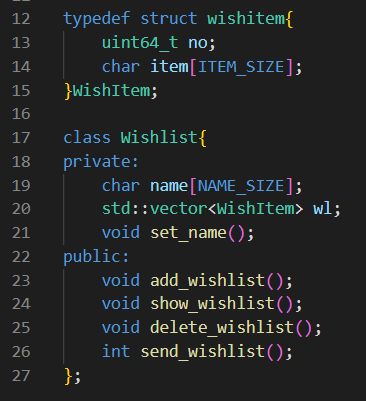 12 typedef struct wishitem{
13     uint64_t no;
14     char item[ITEM_SIZE];
15 }WishItem;
16
17 class Wishlist{
18 private:
19     char name[NAME_SIZE];
20     std::vector<WishItem> wl;
21     void set_name();
22 public:
23     void add_wishlist();
24     void show_wishlist();
25     void delete_wishlist();
26     int send_wishlist();
27 };